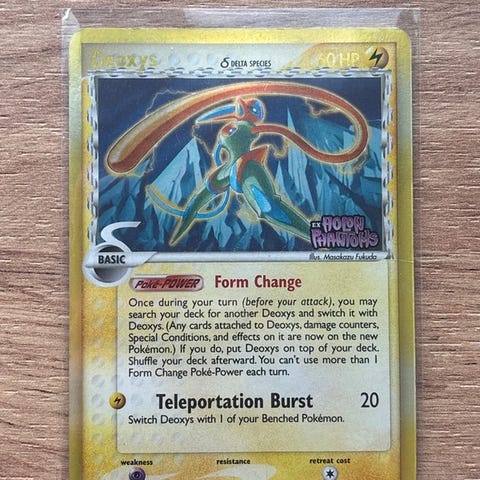 Deoxys δ DELTA SPECIES 60 HP
EX HOLON PHANTOMS
Illus. Masakazu Fukuda
δ
BASIC
Poké-POWER Form Change
Once during your turn (before your attack), you may
search your deck for another Deoxys and switch it with
Deoxys. (Any cards attached to Deoxys, damage counters,
Special Conditions, and effects on it are now on the new
Pokémon.) If you do, put Deoxys on top of your deck.
Shuffle your deck afterward. You can't use more than 1
Form Change Poké-Power each turn.
Teleportation Burst 20
Switch Deoxys with 1 of your Benched Pokémon.
weakness resistance retreat cost